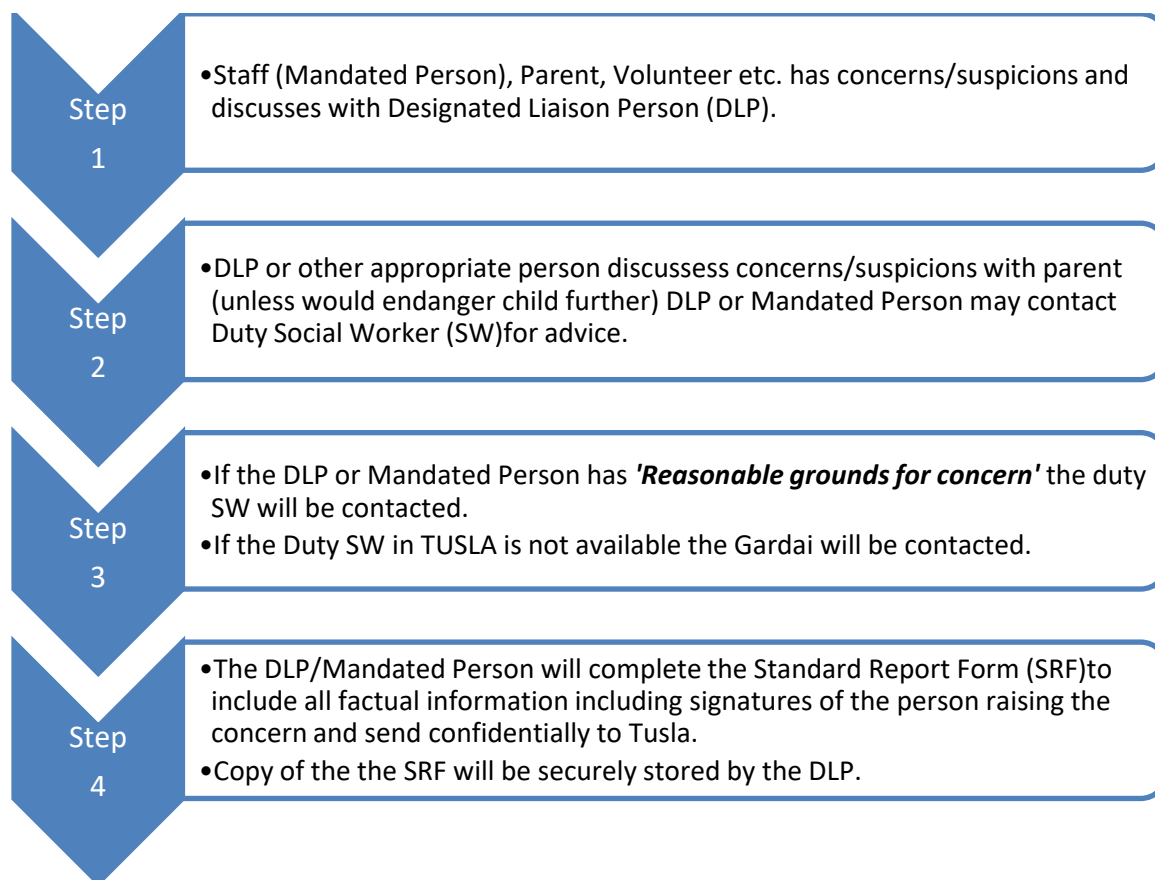 Step
1
•Staff (Mandated Person), Parent, Volunteer etc. has concerns/suspicions and
discusses with Designated Liaison Person (DLP).
Step
2
•DLP or other appropriate person discussess concerns/suspicions with parent
(unless would endanger child further) DLP or Mandated Person may contact
Duty Social Worker (SW)for advice.
Step
3
•If the DLP or Mandated Person has 'Reasonable grounds for concern' the duty
SW will be contacted.
•If the Duty SW in TUSLA is not available the Gardai will be contacted.
Step
4
•The DLP/Mandated Person will complete the Standard Report Form (SRF)to
include all factual information including signatures of the person raising the
concern and send confidentially to Tusla.
•Copy of the the SRF will be securely stored by the DLP.